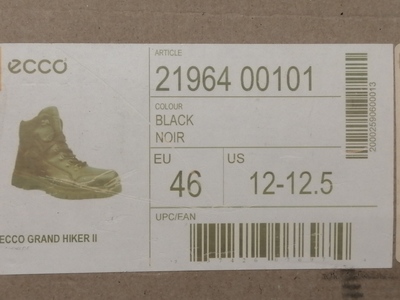 ecco
ARTICLE
21964 00101
COLOUR
BLACK
NOIR
EU
46
US
12-12.5
UPC/EAN
ECCO GRAND HIKER II